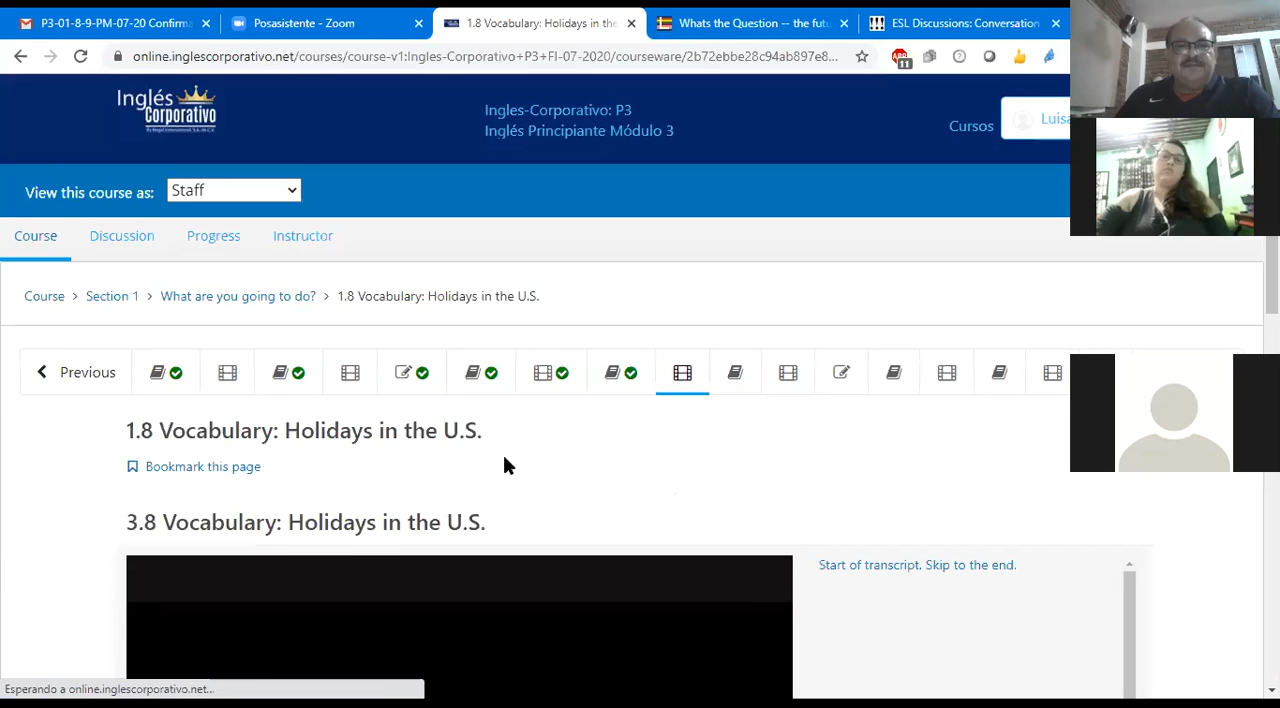 P3-01-8-9-PM-07-20 Confirma
Posasistente - Zoom
1.8 Vocabulary: Holidays in the
Whats the Question -- the futu
ESL Discussions: Conversation
online.inglescorporativo.net/courses/course-v1:Ingles-Corporativo+P3+FI-07-2020/courseware/2b72ebbe28c94ab897e8...
11
Inglés
Corporativo
Ingles-Corporativo: P3
Inglés Principiante Módulo 3
Cursos
Luisa
View this course as:
Staff
Course
Discussion
Progress
Instructor
Course > Section 1 > What are you going to do? > 1.8 Vocabulary: Holidays in the U.S.
Previous
1.8 Vocabulary: Holidays in the U.S.
Bookmark this page
3.8 Vocabulary: Holidays in the U.S.
Start of transcript. Skip to the end.
Esperando a online.inglescorporativo.net...